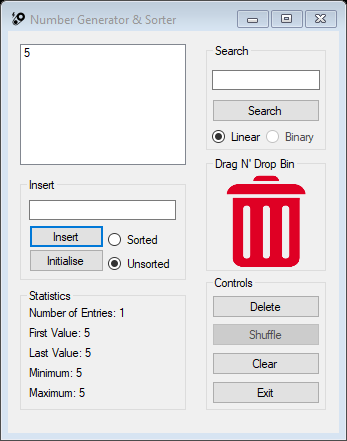 Number Generator & Sorter
5
Insert
Insert
Sorted
Initialise
Unsorted
Statistics
Number of Entries: 1
First Value: 5
Last Value: 5
Minimum: 5
Maximum: 5
Search
Search
Linear
Binary
Drag N' Drop Bin
Controls
Delete
Shuffle
Clear
Exit